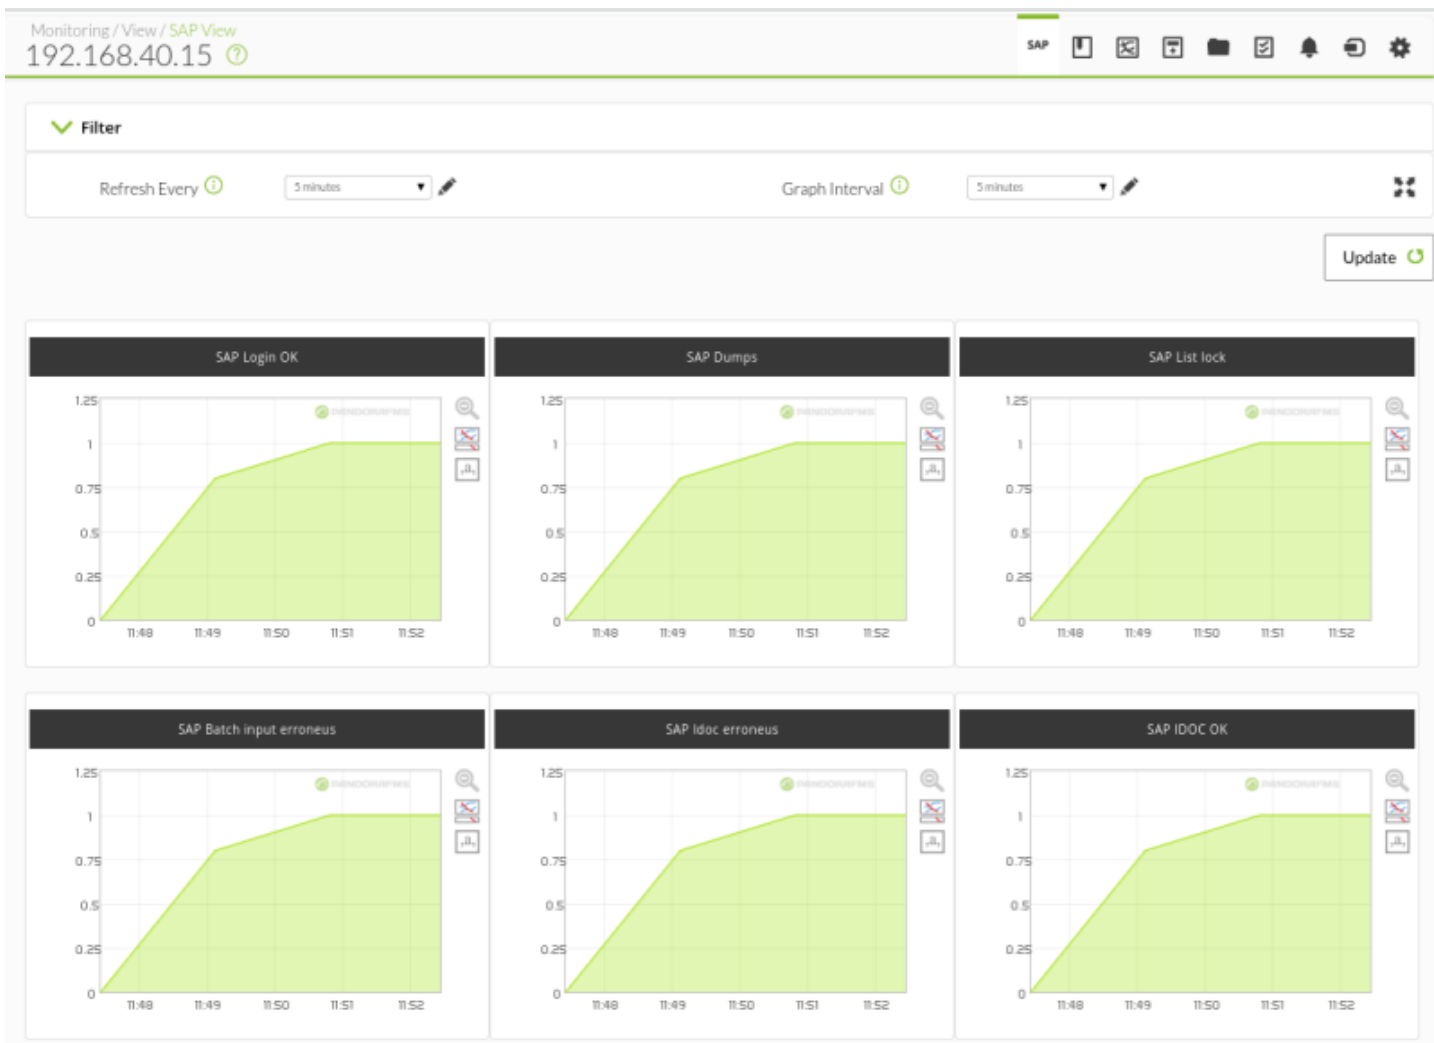 Monitoring / View / SAP View
192.168.40.15 ?
SAP
Filter
Refresh Every 5 minutes Graph Interval 5 minutes
Update
SAP Login OK SAP Dumps SAP List lock
1.25 PANDORAFMS 1.25 PANDORAFMS 1.25 PANDORAFMS
1 1 1
0.75 0.75 0.75
0.5 0.5 0.5
0.25 0.25 0.25
0 0 0
11:48 11:49 11:50 11:51 11:52 11:48 11:49 11:50 11:51 11:52 11:48 11:49 11:50 11:51 11:52
SAP Batch input erroneus SAP Idoc erroneus SAP IDOC OK
1.25 PANDORAFMS 1.25 PANDORAFMS 1.25 PANDORAFMS
1 1 1
0.75 0.75 0.75
0.5 0.5 0.5
0.25 0.25 0.25
0 0 0
11:48 11:49 11:50 11:51 11:52 11:48 11:49 11:50 11:51 11:52 11:48 11:49 11:50 11:51 11:52